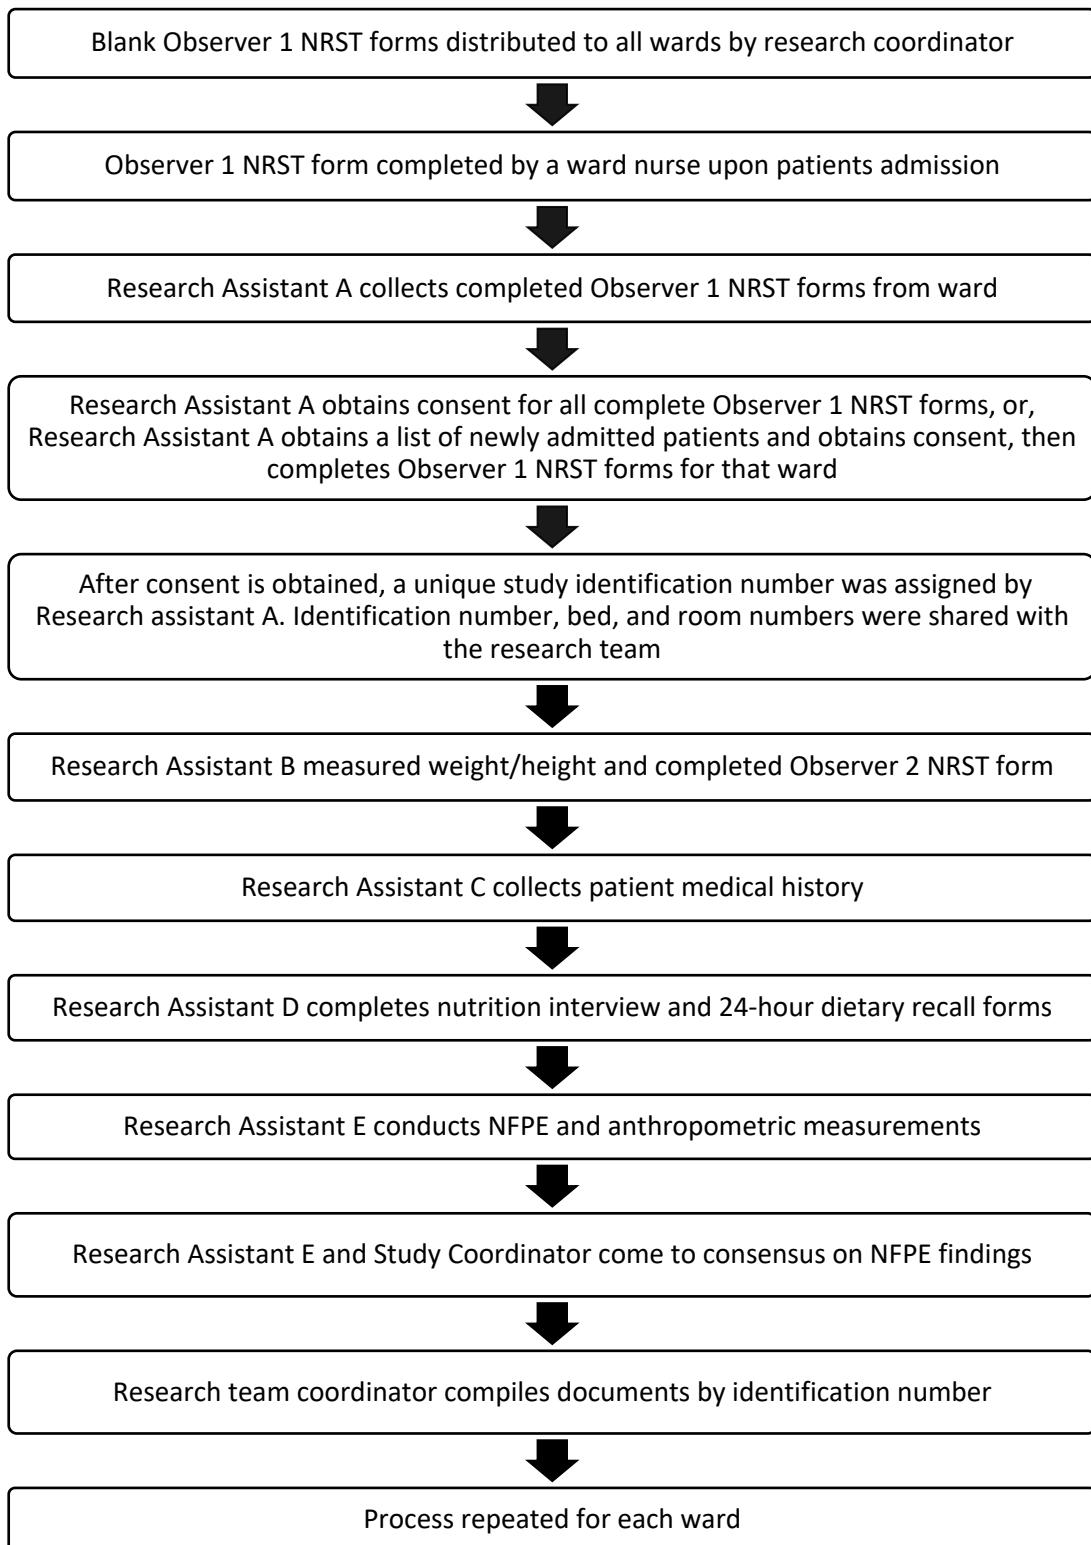 Blank Observer 1 NRST forms distributed to all wards by research coordinator
Observer 1 NRST form completed by a ward nurse upon patients admission
Research Assistant A collects completed Observer 1 NRST forms from ward
Research Assistant A obtains consent for all complete Observer 1 NRST forms, or,
Research Assistant A obtains a list of newly admitted patients and obtains consent, then
completes Observer 1 NRST forms for that ward
After consent is obtained, a unique study identification number was assigned by
Research assistant A. Identification number, bed, and room numbers were shared with
the research team
Research Assistant B measured weight/height and completed Observer 2 NRST form
Research Assistant C collects patient medical history
Research Assistant D completes nutrition interview and 24-hour dietary recall forms
Research Assistant E conducts NFPE and anthropometric measurements
Research Assistant E and Study Coordinator come to consensus on NFPE findings
Research team coordinator compiles documents by identification number
Process repeated for each ward